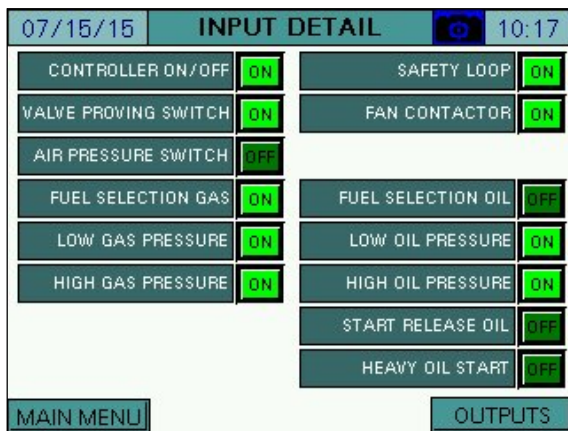 07/15/15 INPUT DETAIL 10:17
CONTROLLER ON/OFF ON SAFETY LOOP ON
VALVE PROVING SWITCH ON FAN CONTACTOR ON
AIR PRESSURE SWITCH OFF
FUEL SELECTION GAS ON FUEL SELECTION OIL OFF
LOW GAS PRESSURE ON LOW OIL PRESSURE ON
HIGH GAS PRESSURE ON HIGH OIL PRESSURE ON
START RELEASE OIL OFF
HEAVY OIL START OFF
MAIN MENU OUTPUTS